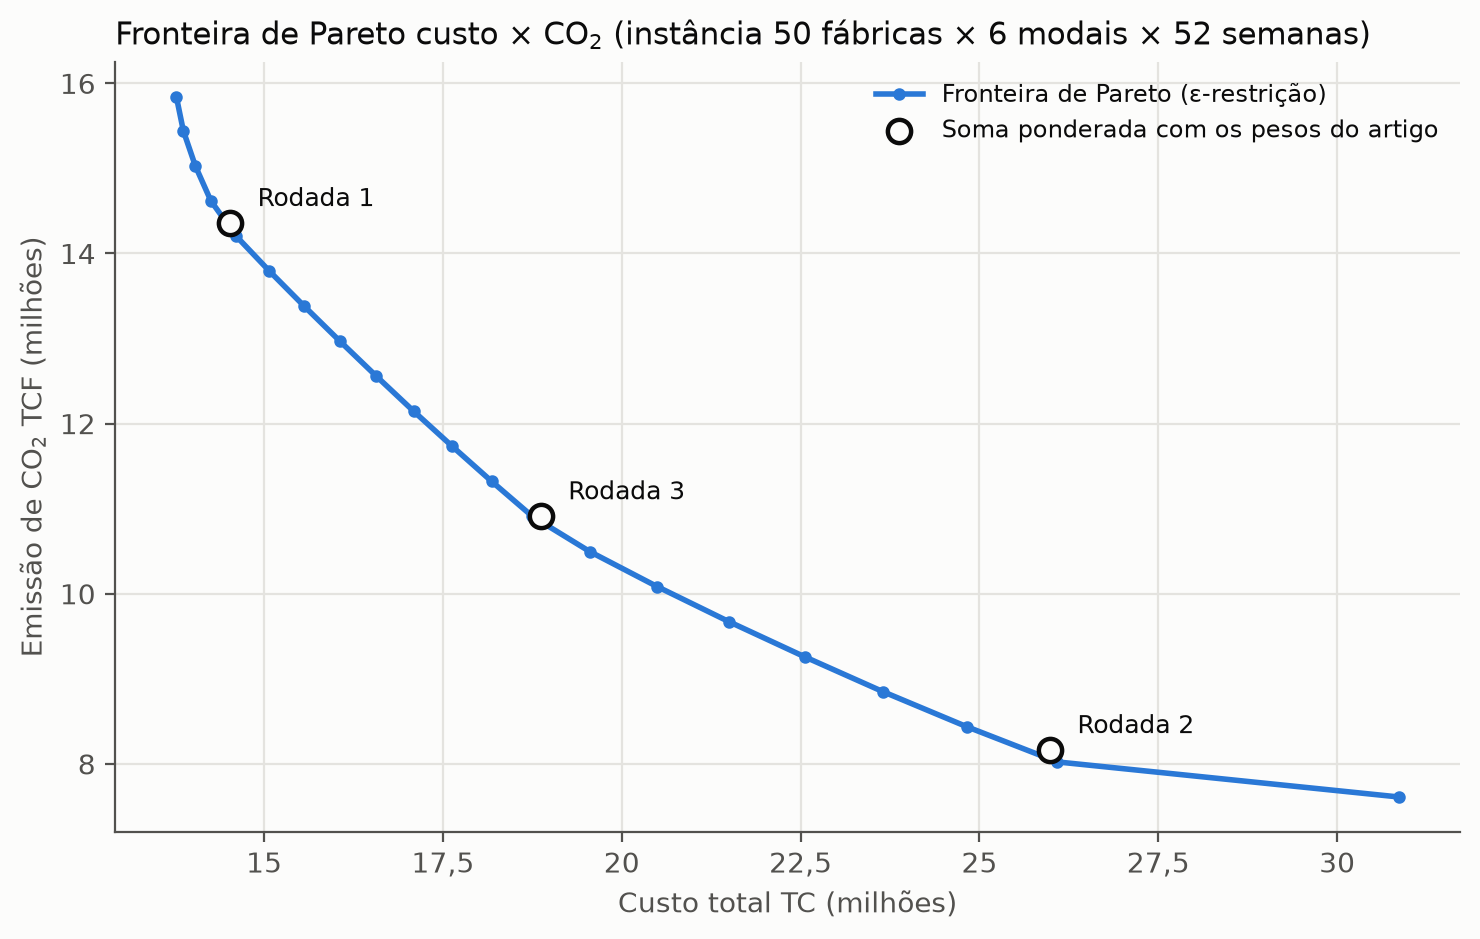 Fronteira de Pareto custo × CO₂ (instância 50 fábricas × 6 modais × 52 semanas)
Fronteira de Pareto (ε-restrição)
Soma ponderada com os pesos do artigo
Emissão de CO₂ TCF (milhões)
16
14
12
10
8
Rodada 1
Rodada 3
Rodada 2
15
17,5
20
22,5
25
27,5
30
Custo total TC (milhões)